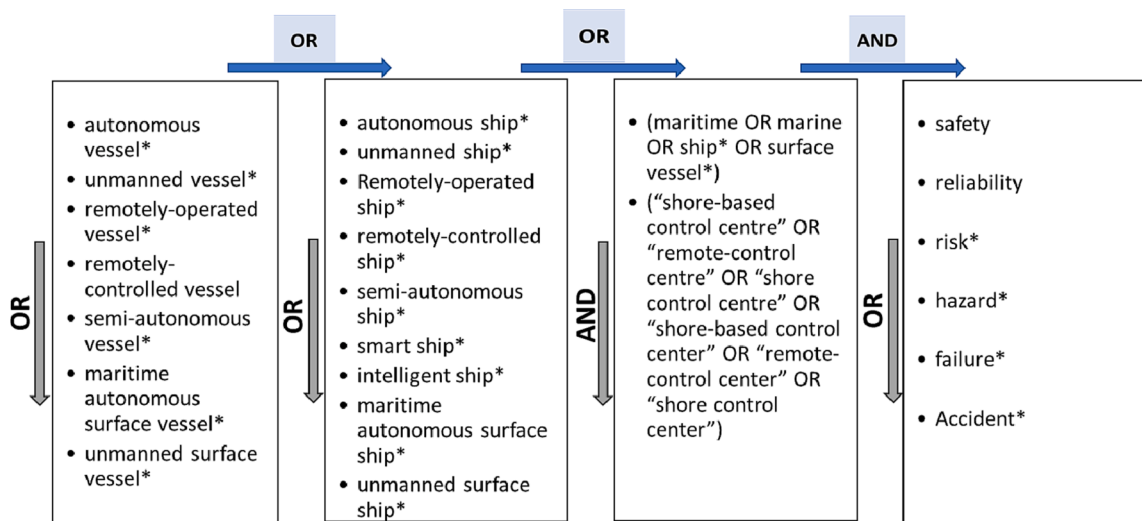 OR
OR
AND
OR
• autonomous
vessel*
• unmanned vessel*
• remotely-operated
vessel*
• remotely-
controlled vessel
• semi-autonomous
vessel*
• maritime
autonomous
surface vessel*
• unmanned surface
vessel*
OR
• autonomous ship*
• unmanned ship*
• Remotely-operated
ship*
• remotely-controlled
ship*
• semi-autonomous
ship*
• smart ship*
• intelligent ship*
• maritime
autonomous surface
ship*
• unmanned surface
ship*
AND
• (maritime OR marine
OR ship* OR surface
vessel*)
• (“shore-based
control centre” OR
“remote-control
centre” OR “shore
control centre” OR
“shore-based control
center” OR “remote-
control center” OR
“shore control
center”)
OR
• safety
reliability
• risk*
• hazard*
• failure*
• Accident*